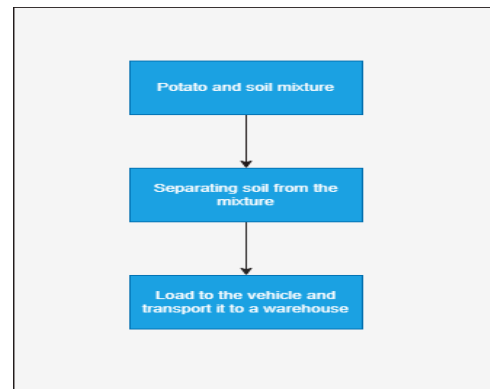 Potato and soil mixture
Separating soil from the
mixture
Load to the vehicle and
transport it to a warehouse